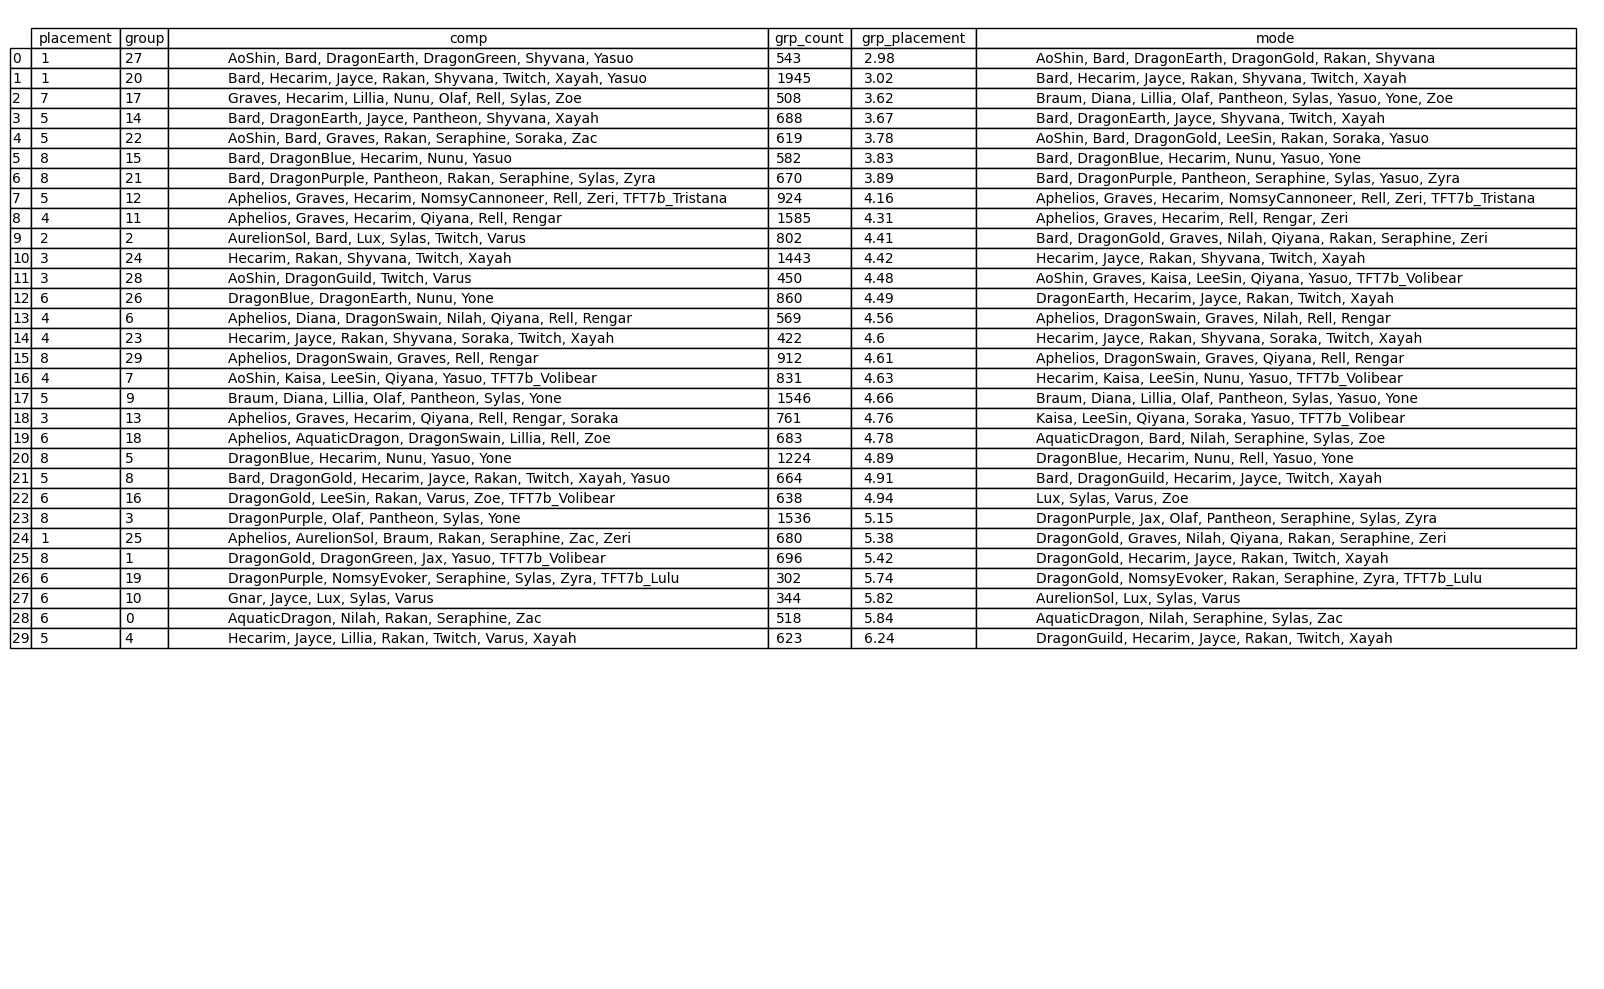 placement group comp grp_count grp_placement mode
0 1 27 AoShin, Bard, DragonEarth, DragonGreen, Shyvana, Yasuo 543 2.98 AoShin, Bard, DragonEarth, DragonGold, Rakan, Shyvana
1 1 20 Bard, Hecarim, Jayce, Rakan, Shyvana, Twitch, Xayah, Yasuo 1945 3.02 Bard, Hecarim, Jayce, Rakan, Shyvana, Twitch, Xayah
2 7 17 Graves, Hecarim, Lillia, Nunu, Olaf, Rell, Sylas, Zoe 508 3.62 Braum, Diana, Lillia, Olaf, Pantheon, Sylas, Yasuo, Yone, Zoe
3 5 14 Bard, DragonEarth, Jayce, Pantheon, Shyvana, Xayah 688 3.67 Bard, DragonEarth, Jayce, Shyvana, Twitch, Xayah
4 5 22 AoShin, Bard, Graves, Rakan, Seraphine, Soraka, Zac 619 3.78 AoShin, Bard, DragonGold, LeeSin, Rakan, Soraka, Yasuo
5 8 15 Bard, DragonBlue, Hecarim, Nunu, Yasuo 582 3.83 Bard, DragonBlue, Hecarim, Nunu, Yasuo, Yone
6 8 21 Bard, DragonPurple, Pantheon, Rakan, Seraphine, Sylas, Zyra 670 3.89 Bard, DragonPurple, Pantheon, Seraphine, Sylas, Yasuo, Zyra
7 5 12 Aphelios, Graves, Hecarim, NomsyCannoneer, Rell, Zeri, TFT7b_Tristana 924 4.16 Aphelios, Graves, Hecarim, NomsyCannoneer, Rell, Zeri, TFT7b_Tristana
8 4 11 Aphelios, Graves, Hecarim, Qiyana, Rell, Rengar 1585 4.31 Aphelios, Graves, Hecarim, Rell, Rengar, Zeri
9 2 2 AurelionSol, Bard, Lux, Sylas, Twitch, Varus 802 4.41 Bard, DragonGold, Graves, Nilah, Qiyana, Rakan, Seraphine, Zeri
10 3 24 Hecarim, Rakan, Shyvana, Twitch, Xayah 1443 4.42 Hecarim, Jayce, Rakan, Shyvana, Twitch, Xayah
11 3 28 AoShin, DragonGuild, Twitch, Varus 450 4.48 AoShin, Graves, Kaisa, LeeSin, Qiyana, Yasuo, TFT7b_Volibear
12 6 26 DragonBlue, DragonEarth, Nunu, Yone 860 4.49 DragonEarth, Hecarim, Jayce, Rakan, Twitch, Xayah
13 4 6 Aphelios, Diana, DragonSwain, Nilah, Qiyana, Rell, Rengar 569 4.56 Aphelios, DragonSwain, Graves, Nilah, Rell, Rengar
14 4 23 Hecarim, Jayce, Rakan, Shyvana, Soraka, Twitch, Xayah 422 4.6 Hecarim, Jayce, Rakan, Shyvana, Soraka, Twitch, Xayah
15 8 29 Aphelios, DragonSwain, Graves, Rell, Rengar 912 4.61 Aphelios, DragonSwain, Graves, Qiyana, Rell, Rengar
16 4 7 AoShin, Kaisa, LeeSin, Qiyana, Yasuo, TFT7b_Volibear 831 4.63 Hecarim, Kaisa, LeeSin, Nunu, Yasuo, TFT7b_Volibear
17 5 9 Braum, Diana, Lillia, Olaf, Pantheon, Sylas, Yone 1546 4.66 Braum, Diana, Lillia, Olaf, Pantheon, Sylas, Yasuo, Yone
18 3 13 Aphelios, Graves, Hecarim, Qiyana, Rell, Rengar, Soraka 761 4.76 Kaisa, LeeSin, Qiyana, Soraka, Yasuo, TFT7b_Volibear
19 6 18 Aphelios, AquaticDragon, DragonSwain, Lillia, Rell, Zoe 683 4.78 AquaticDragon, Bard, Nilah, Seraphine, Sylas, Zoe
20 8 5 DragonBlue, Hecarim, Nunu, Yasuo, Yone 1224 4.89 DragonBlue, Hecarim, Nunu, Rell, Yasuo, Yone
21 5 8 Bard, DragonGold, Hecarim, Jayce, Rakan, Twitch, Xayah, Yasuo 664 4.91 Bard, DragonGuild, Hecarim, Jayce, Twitch, Xayah
22 6 16 DragonGold, LeeSin, Rakan, Varus, Zoe, TFT7b_Volibear 638 4.94 Lux, Sylas, Varus, Zoe
23 8 3 DragonPurple, Olaf, Pantheon, Sylas, Yone 1536 5.15 DragonPurple, Jax, Olaf, Pantheon, Seraphine, Sylas, Zyra
24 1 25 Aphelios, AurelionSol, Braum, Rakan, Seraphine, Zac, Zeri 680 5.38 DragonGold, Graves, Nilah, Qiyana, Rakan, Seraphine, Zeri
25 8 1 DragonGold, DragonGreen, Jax, Yasuo, TFT7b_Volibear 696 5.42 DragonGold, Hecarim, Jayce, Rakan, Twitch, Xayah
26 6 19 DragonPurple, NomsyEvoker, Seraphine, Sylas, Zyra, TFT7b_Lulu 302 5.74 DragonGold, NomsyEvoker, Rakan, Seraphine, Zyra, TFT7b_Lulu
27 6 10 Gnar, Jayce, Lux, Sylas, Varus 344 5.82 AurelionSol, Lux, Sylas, Varus
28 6 0 AquaticDragon, Nilah, Rakan, Seraphine, Zac 518 5.84 AquaticDragon, Nilah, Seraphine, Sylas, Zac
29 5 4 Hecarim, Jayce, Lillia, Rakan, Twitch, Varus, Xayah 623 6.24 DragonGuild, Hecarim, Jayce, Rakan, Twitch, Xayah